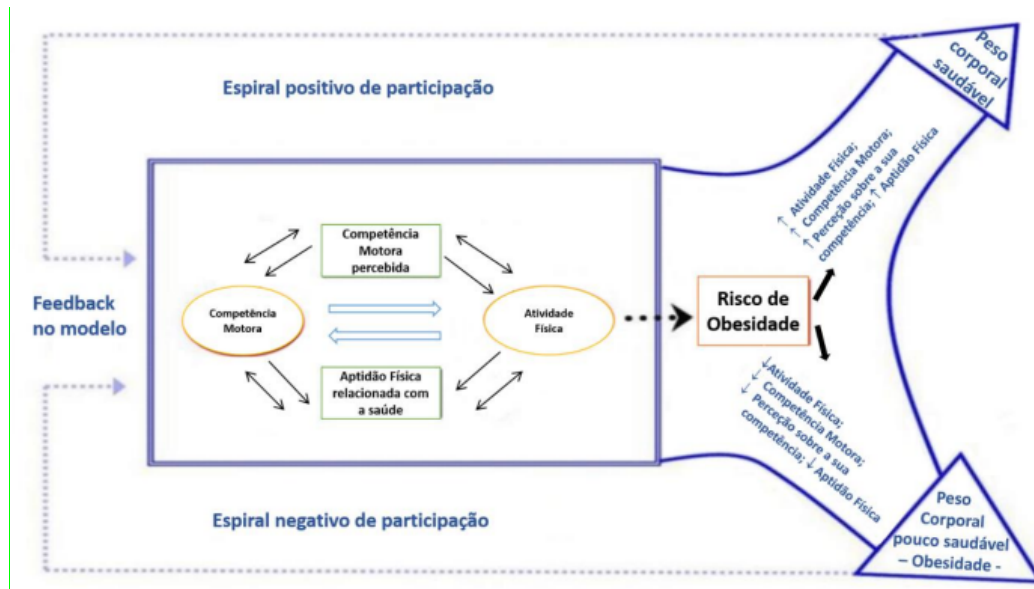 Peso
corporal
saudável
Espiral positivo de participação
↑ Atividade Física;
↑ Competência Motora;
↑ Perceção sobre a sua
competência; ↑ Aptidão Física
Competência
Motora
percebida
Feedback
no modelo
Competência
Motora
Atividade
Física
Risco de
Obesidade
Aptidão Física
relacionada com
a saúde
↓Atividade Física;
↓ Competência Motora;
↓ Perceção sobre a sua
competência; ↓ Aptidão Física
Espiral negativo de participação
Peso
Corporal
pouco saudável
– Obesidade -